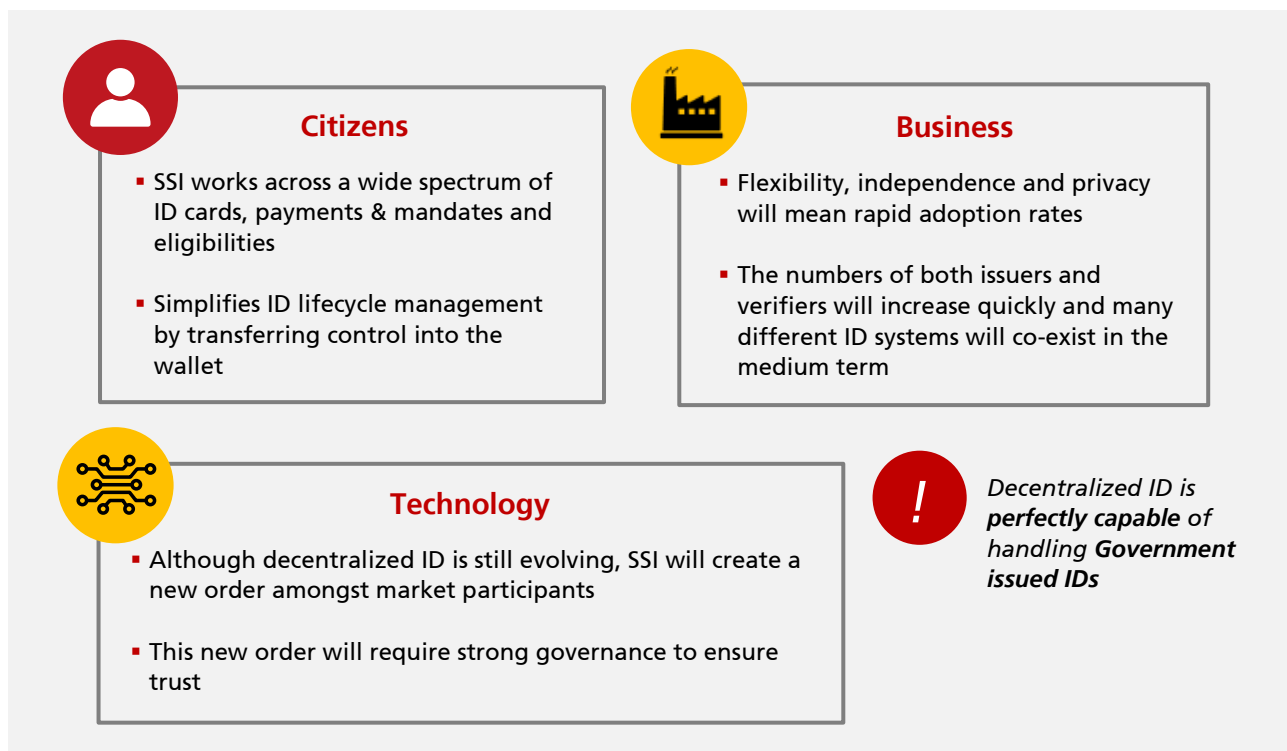 Citizens
▪ SSI works across a wide spectrum of
ID cards, payments & mandates and
eligibilities
▪ Simplifies ID lifecycle management
by transferring control into the
wallet
Business
▪ Flexibility, independence and privacy
will mean rapid adoption rates
▪ The numbers of both issuers and
verifiers will increase quickly and many
different ID systems will co-exist in the
medium term
Technology
▪ Although decentralized ID is still evolving, SSI will create a
new order amongst market participants
▪ This new order will require strong governance to ensure
trust
!
Decentralized ID is
perfectly capable of
handling Government
issued IDs